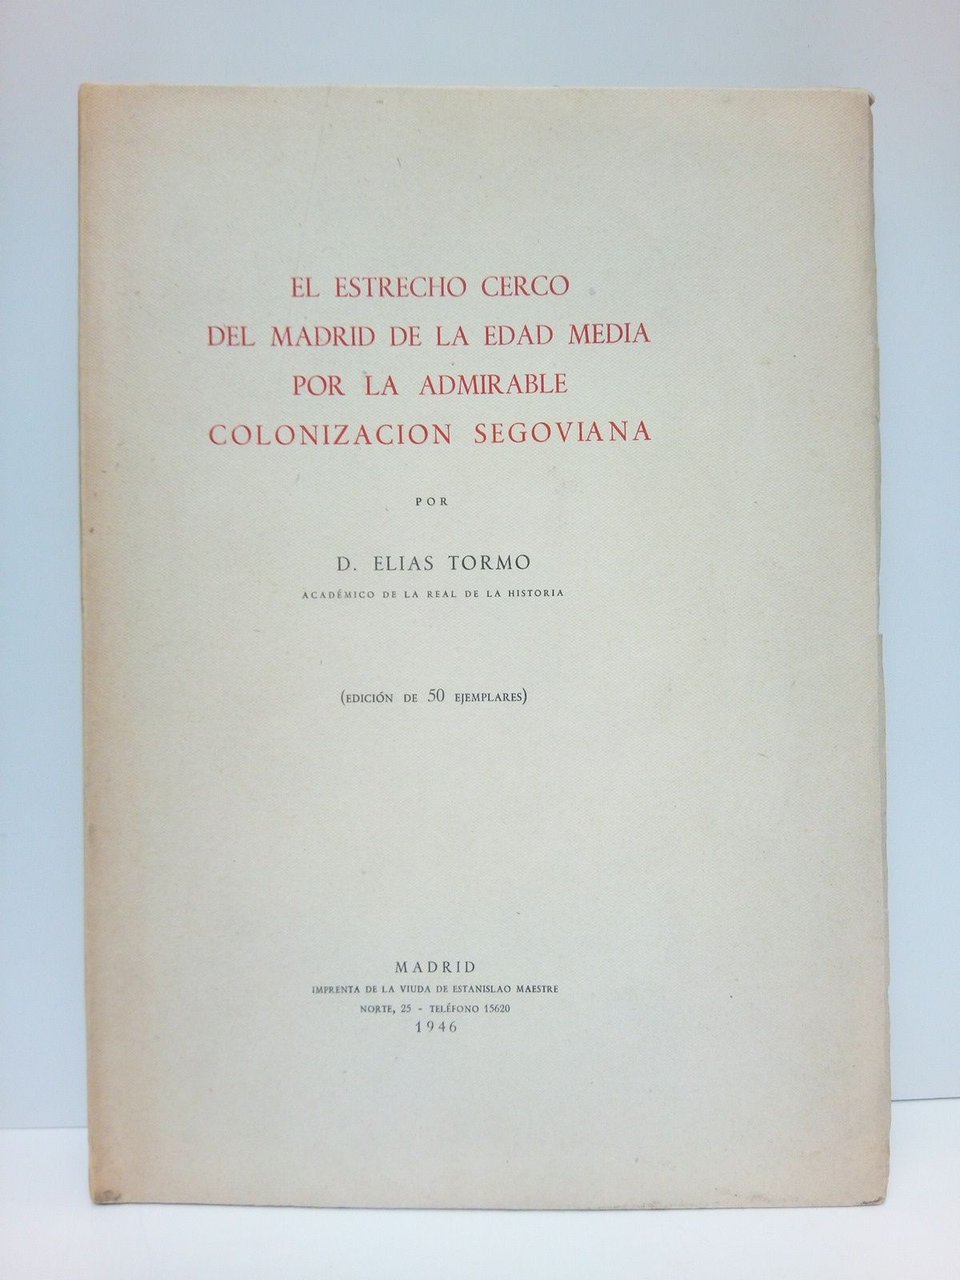 EL ESTRECHO CERCO
DEL MADRID DE LA EDAD MEDIA
POR LA ADMIRABLE
COLONIZACION SEGOVIANA
POR
D. ELIAS TORMO
ACADÉMICO DE LA REAL DE LA HISTORIA
(EDICIÓN DE 50 EJEMPLARES)
MADRID
IMPRENTA DE LA VIUDA DE ESTANISLAO MAESTRE
NORTE, 25 - TELÉFONO 15620
1946